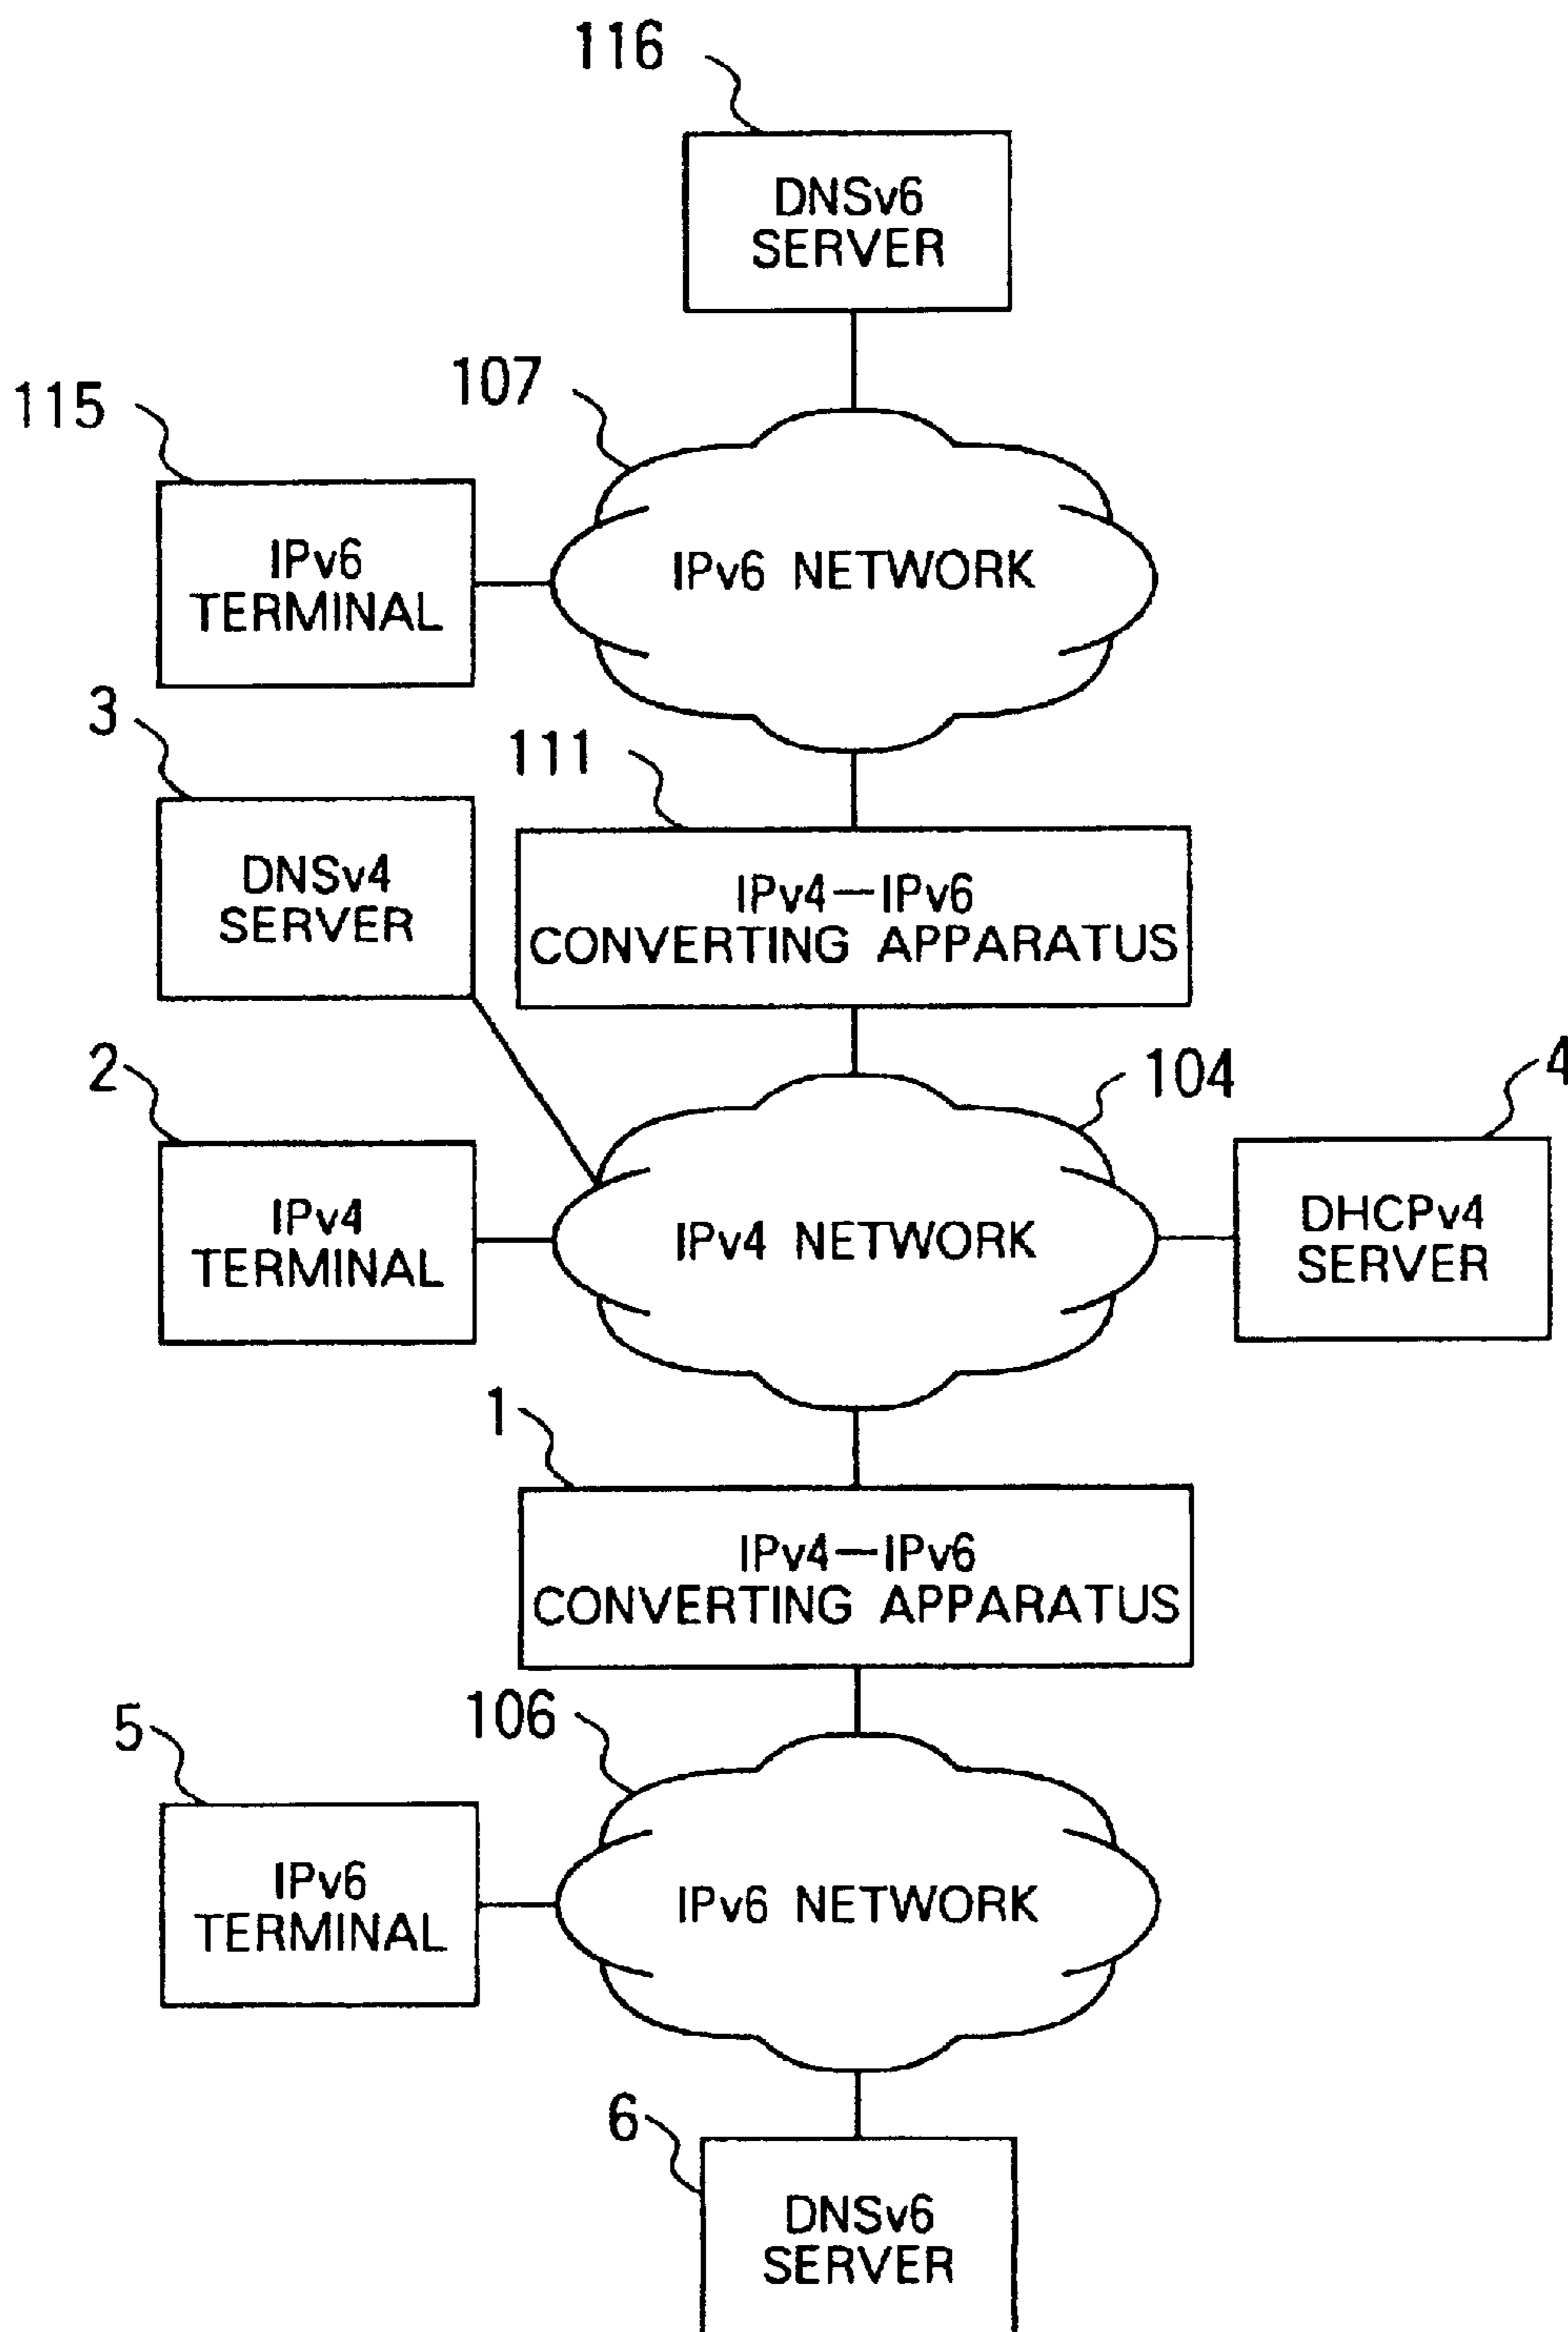 116
DNSv6
SERVER
107
115
IPv6
TERMINAL
IPv6 NETWORK
3
111
DNSv4
SERVER
IPv4—IPv6
CONVERTING APPARATUS
2
104
4
IPv4
TERMINAL
IPv4 NETWORK
DHCPv4
SERVER
1
IPv4—IPv6
CONVERTING APPARATUS
106
5
IPv6
TERMINAL
IPv6 NETWORK
6
DNSv6
SERVER